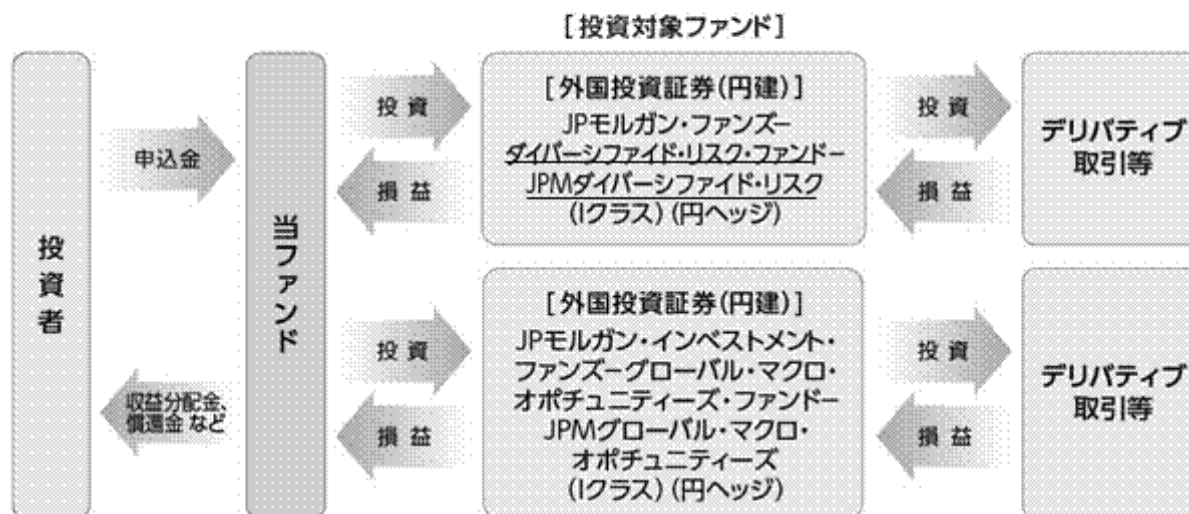 [投資対象ファンド]
投資者
申込金
収益分配金、
償還金 など
当ファンド
投資
損益
[外国投資証券(円建)]
JPモルガン・ファンズー
ダイバーシファイド・リスク・ファンドー
JPMダイバーシファイド・リスク
(Iクラス)(円ヘッジ)
投資
損益
デリバティブ
取引等
投資
損益
[外国投資証券(円建)]
JPモルガン・インベストメント・
ファンズーグローバル・マクロ・
オポチュニティーズ・ファンドー
JPMグローバル・マクロ・
オポチュニティーズ
(Iクラス)(円ヘッジ)
投資
損益
デリバティブ
取引等